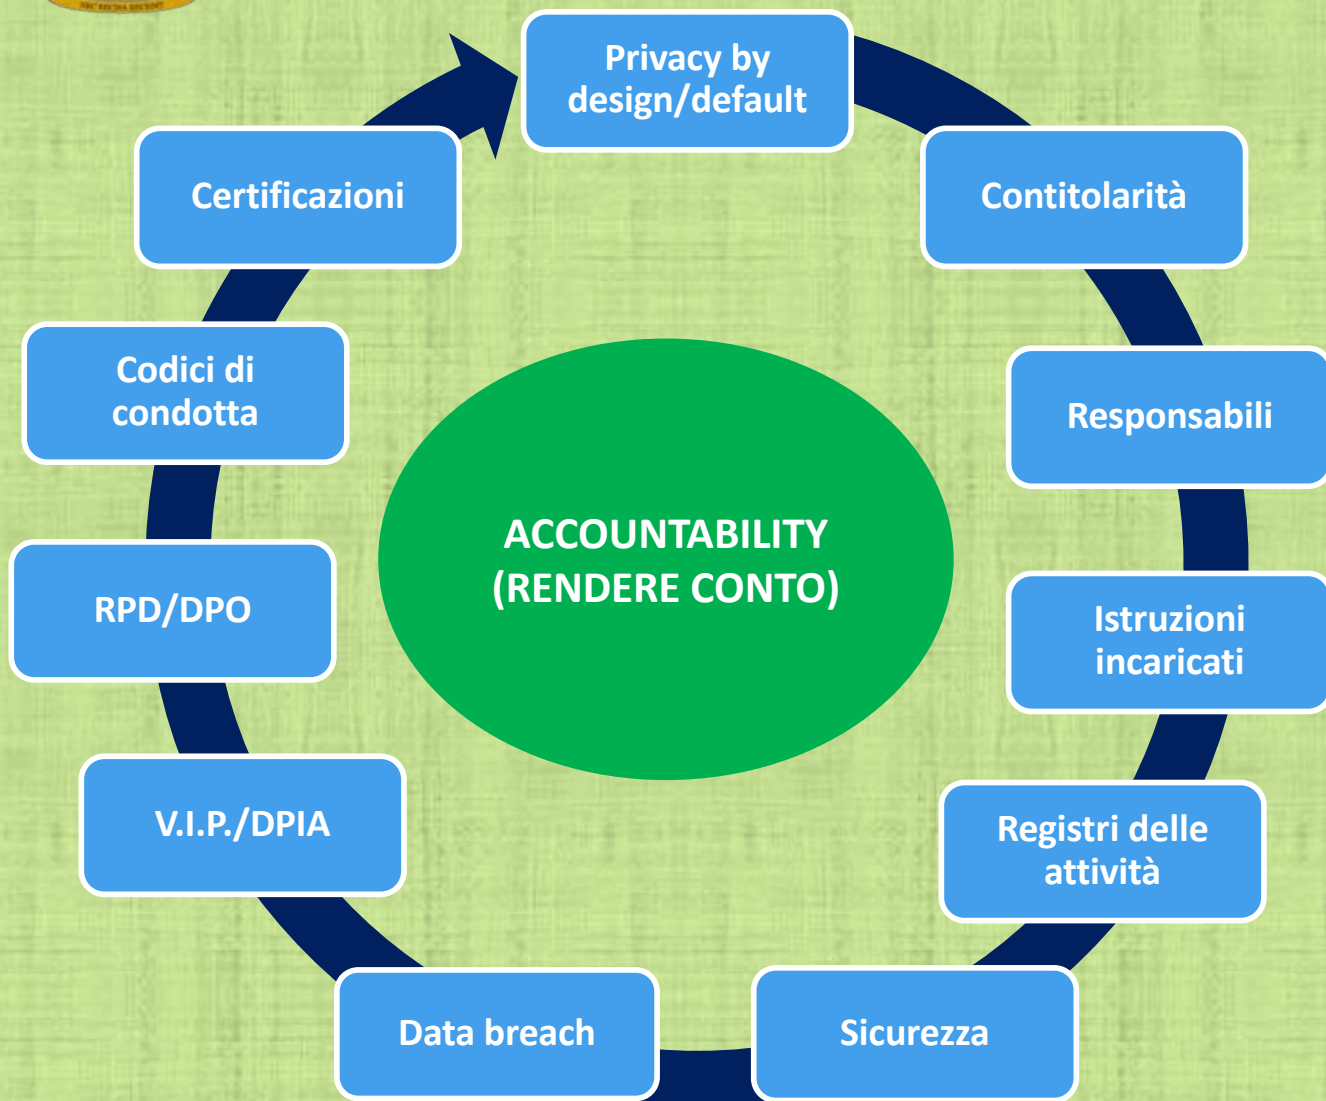 Privacy by
design/default
Certificazioni
Contitolarità
Codici di
condotta
Responsabili
ACCOUNTABILITY
(RENDERE CONTO)
RPD/DPO
Istruzioni
incaricati
V.I.P./DPIA
Registri delle
attività
Data breach
Sicurezza